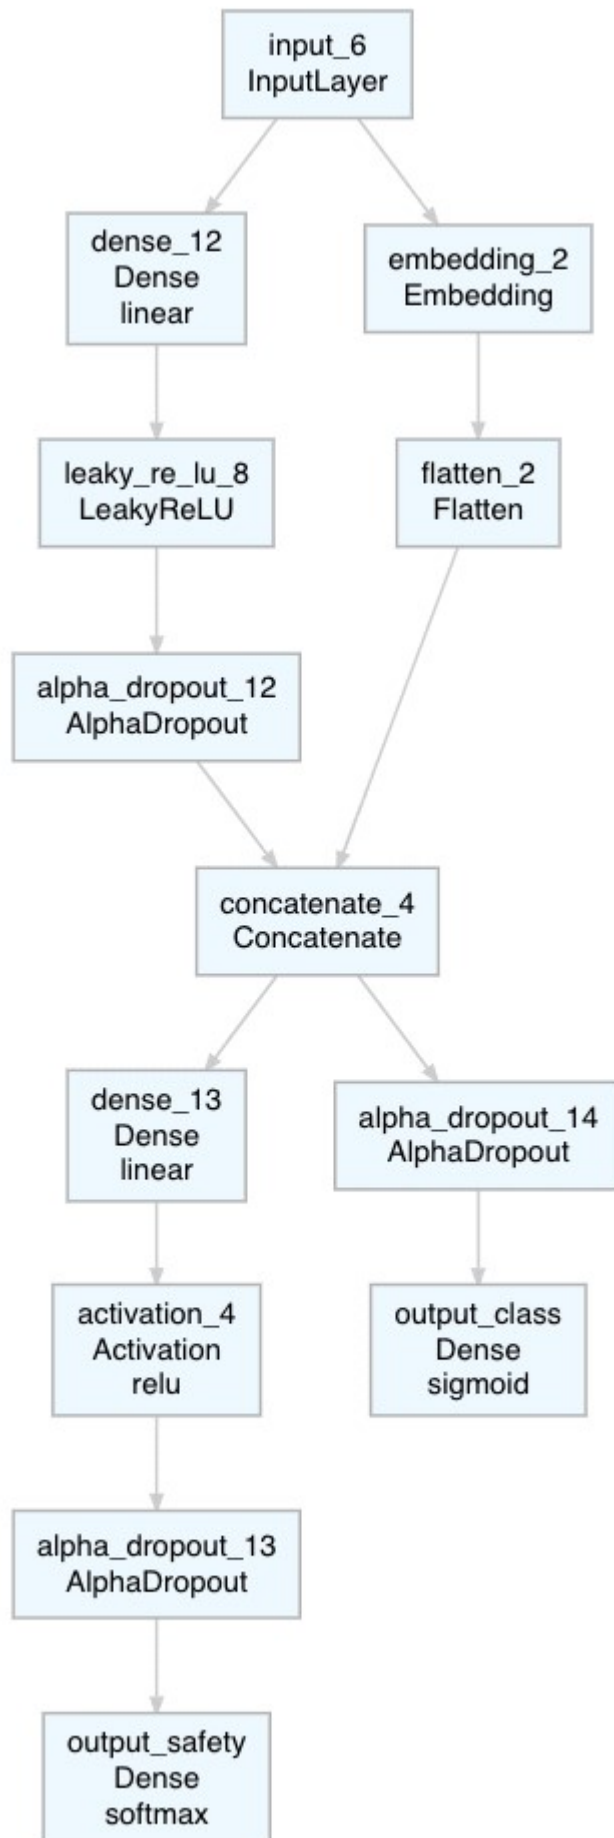 input_6
InputLayer
dense_12
Dense
linear
embedding_2
Embedding
leaky_re_lu_8
LeakyReLU
flatten_2
Flatten
alpha_dropout_12
AlphaDropout
concatenate_4
Concatenate
dense_13
Dense
linear
alpha_dropout_14
AlphaDropout
activation_4
Activation
relu
output_class
Dense
sigmoid
alpha_dropout_13
AlphaDropout
output_safety
Dense
softmax